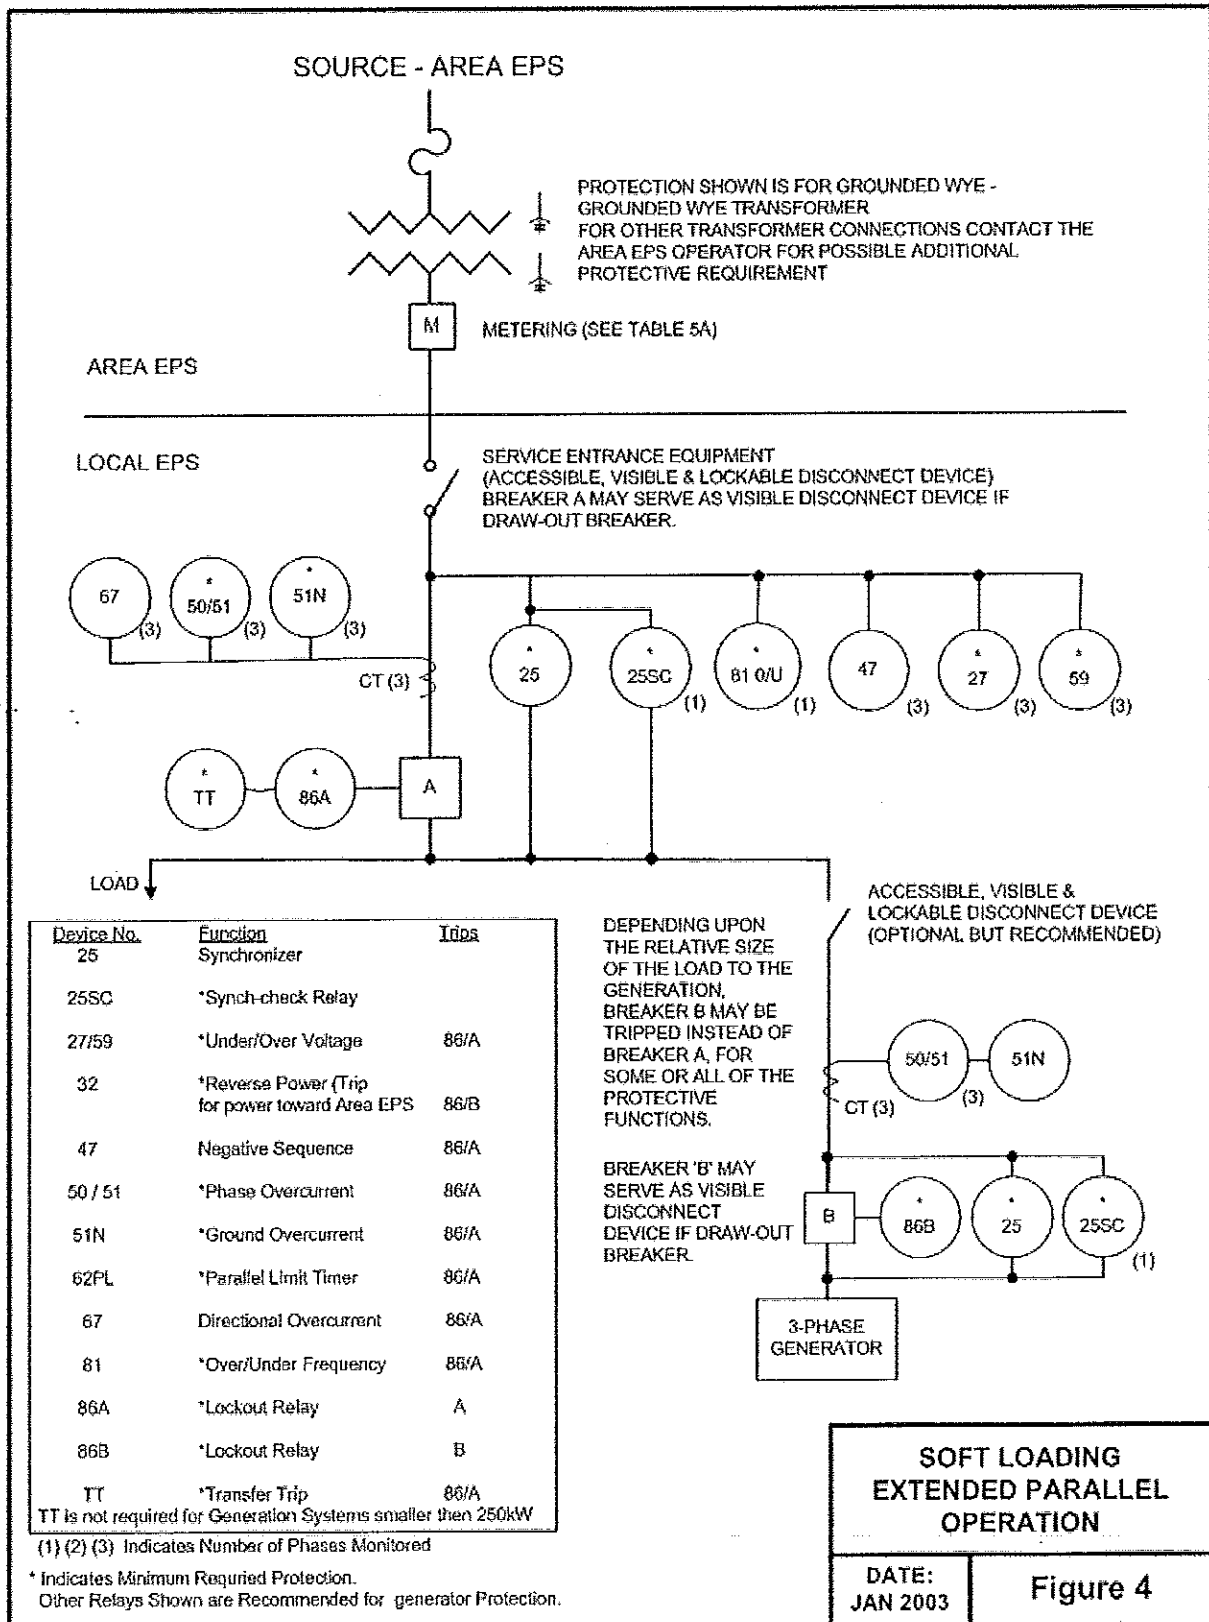 SOURCE - AREA EPS
PROTECTION SHOWN IS FOR GROUNDED WYE -
GROUNDED WYE TRANSFORMER
FOR OTHER TRANSFORMER CONNECTIONS CONTACT THE
AREA EPS OPERATOR FOR POSSIBLE ADDITIONAL
PROTECTIVE REQUIREMENT
M
METERING (SEE TABLE 5A)
AREA EPS
LOCAL EPS
SERVICE ENTRANCE EQUIPMENT
(ACCESSIBLE, VISIBLE & LOCKABLE DISCONNECT DEVICE)
BREAKER A MAY SERVE AS VISIBLE DISCONNECT DEVICE IF
DRAW-OUT BREAKER.
67 (3)
* 50/51 (3)
* 51N (3)
CT (3)
* 25
* 25SC (1)
* 81 O/U (1)
47 (3)
* 27 (3)
* 59 (3)
* TT
* 86A
A
LOAD
ACCESSIBLE, VISIBLE &
LOCKABLE DISCONNECT DEVICE
(OPTIONAL BUT RECOMMENDED)
Device No. Function Trips
25 Synchronizer
25SC *Synch-check Relay
27/59 *Under/Over Voltage 86/A
32 *Reverse Power (Trip
for power toward Area EPS 86/B
47 Negative Sequence 86/A
50 / 51 *Phase Overcurrent 86/A
51N *Ground Overcurrent 86/A
62PL *Parallel Limit Timer 86/A
67 Directional Overcurrent 86/A
81 *Over/Under Frequency 86/A
86A *Lockout Relay A
86B *Lockout Relay B
TT *Transfer Trip 86/A
TT is not required for Generation Systems smaller then 250kW
(1) (2) (3) Indicates Number of Phases Monitored
* Indicates Minimum Requried Protection.
Other Relays Shown are Recommended for generator Protection.
DEPENDING UPON
THE RELATIVE SIZE
OF THE LOAD TO THE
GENERATION,
BREAKER B MAY BE
TRIPPED INSTEAD OF
BREAKER A, FOR
SOME OR ALL OF THE
PROTECTIVE
FUNCTIONS.
BREAKER 'B' MAY
SERVE AS VISIBLE
DISCONNECT
DEVICE IF DRAW-OUT
BREAKER.
50/51 (3)
51N
CT (3)
B
* 86B
* 25
* 25SC (1)
3-PHASE
GENERATOR
SOFT LOADING
EXTENDED PARALLEL
OPERATION
DATE:
JAN 2003
Figure 4